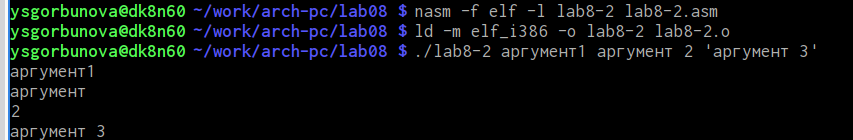 ysgorbunova@dk8n60 ~/work/arch-pc/lab08 $ nasm -f elf -l lab8-2 lab8-2.asm
ysgorbunova@dk8n60 ~/work/arch-pc/lab08 $ ld -m elf_i386 -o lab8-2 lab8-2.o
ysgorbunova@dk8n60 ~/work/arch-pc/lab08 $ ./lab8-2 аргумент1 аргумент 2 'аргумент 3'
аргумент1
аргумент
2
аргумент 3